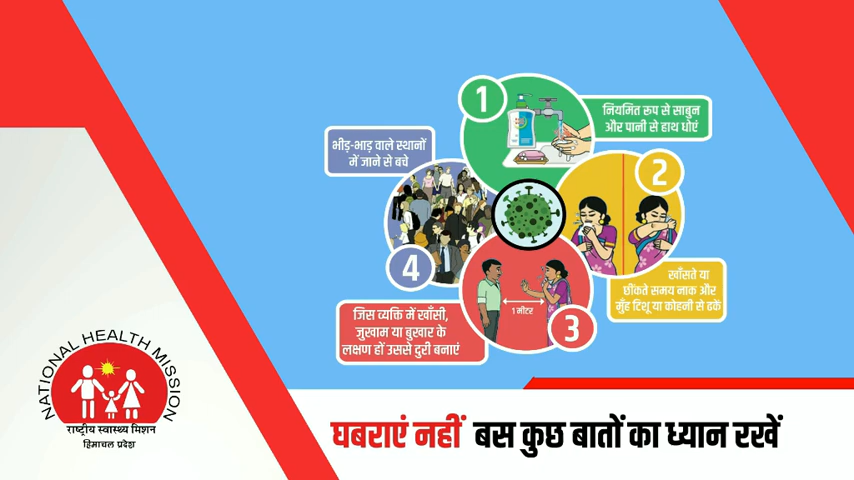 1
नियमित रूप से साबुन
और पानी से हाथ धोएं
2
खाँसते या
छींकते समय नाक और
मुँह टिशू या कोहनी से ढकें
1 मीटर
3
जिस व्यक्ति में खाँसी,
जुखाम या बुखार के
लक्षण हों उससे दुरी बनाएं
4
भीड़-भाड़ वाले स्थानों
में जाने से बचे
NATIONAL HEALTH MISSION
राष्ट्रीय स्वास्थ्य मिशन
हिमाचल प्रदेश
घबराएं नहीं बस कुछ बातों का ध्यान रखें